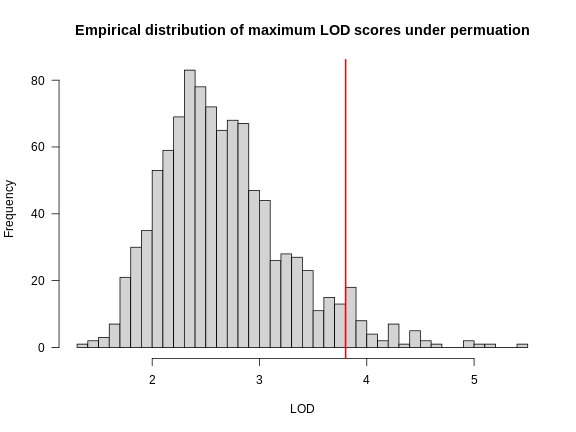 Empirical distribution of maximum LOD scores under permuation
Frequency
80
60
40
20
0
2 3 4 5
LOD